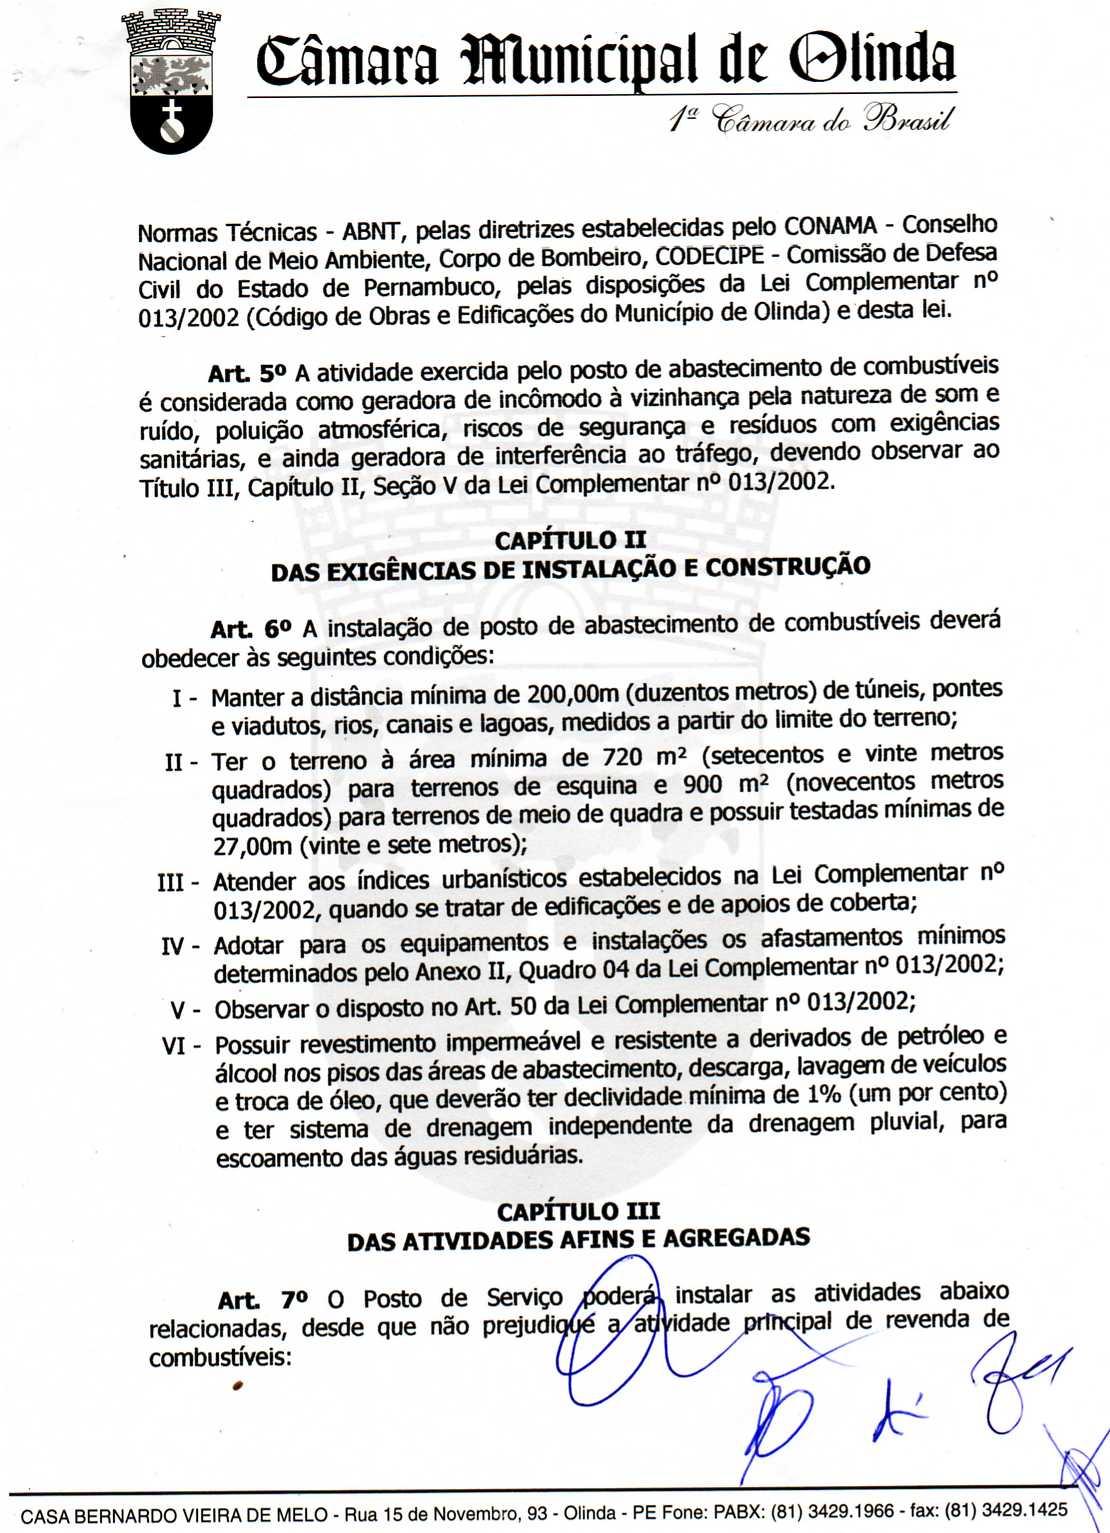 Câmara Municipal de Olinda
1ª Câmara do Brasil
Normas Técnicas - ABNT, pelas diretrizes estabelecidas pelo CONAMA - Conselho
Nacional de Meio Ambiente, Corpo de Bombeiro, CODECIPE - Comissão de Defesa
Civil do Estado de Pernambuco, pelas disposições da Lei Complementar nº
013/2002 (Código de Obras e Edificações do Município de Olinda) e desta lei.
Art. 5º A atividade exercida pelo posto de abastecimento de combustíveis
é considerada como geradora de incômodo à vizinhança pela natureza de som e
ruído, poluição atmosférica, riscos de segurança e resíduos com exigências
sanitárias, e ainda geradora de interferência ao tráfego, devendo observar ao
Título III, Capítulo II, Seção V da Lei Complementar nº 013/2002.
CAPÍTULO II
DAS EXIGÊNCIAS DE INSTALAÇÃO E CONSTRUÇÃO
Art. 6º A instalação de posto de abastecimento de combustíveis deverá
obedecer às seguintes condições:
I - Manter a distância mínima de 200,00m (duzentos metros) de túneis, pontes
e viadutos, rios, canais e lagoas, medidos a partir do limite do terreno;
II - Ter o terreno à área mínima de 720 m² (setecentos e vinte metros
quadrados) para terrenos de esquina e 900 m² (novecentos metros
quadrados) para terrenos de meio de quadra e possuir testadas mínimas de
27,00m (vinte e sete metros);
III - Atender aos índices urbanísticos estabelecidos na Lei Complementar nº
013/2002, quando se tratar de edificações e de apoios de coberta;
IV - Adotar para os equipamentos e instalações os afastamentos mínimos
determinados pelo Anexo II, Quadro 04 da Lei Complementar nº 013/2002;
V - Observar o disposto no Art. 50 da Lei Complementar nº 013/2002;
VI - Possuir revestimento impermeável e resistente a derivados de petróleo e
álcool nos pisos das áreas de abastecimento, descarga, lavagem de veículos
e troca de óleo, que deverão ter declividade mínima de 1% (um por cento)
e ter sistema de drenagem independente da drenagem pluvial, para
escoamento das águas residuárias.
CAPÍTULO III
DAS ATIVIDADES AFINS E AGREGADAS
Art. 7º O Posto de Serviço poderá instalar as atividades abaixo
relacionadas, desde que não prejudique a atividade principal de revenda de
combustíveis:
CASA BERNARDO VIEIRA DE MELO - Rua 15 de Novembro, 93 - Olinda - PE Fone: PABX: (81) 3429.1966 - fax: (81) 3429.1425